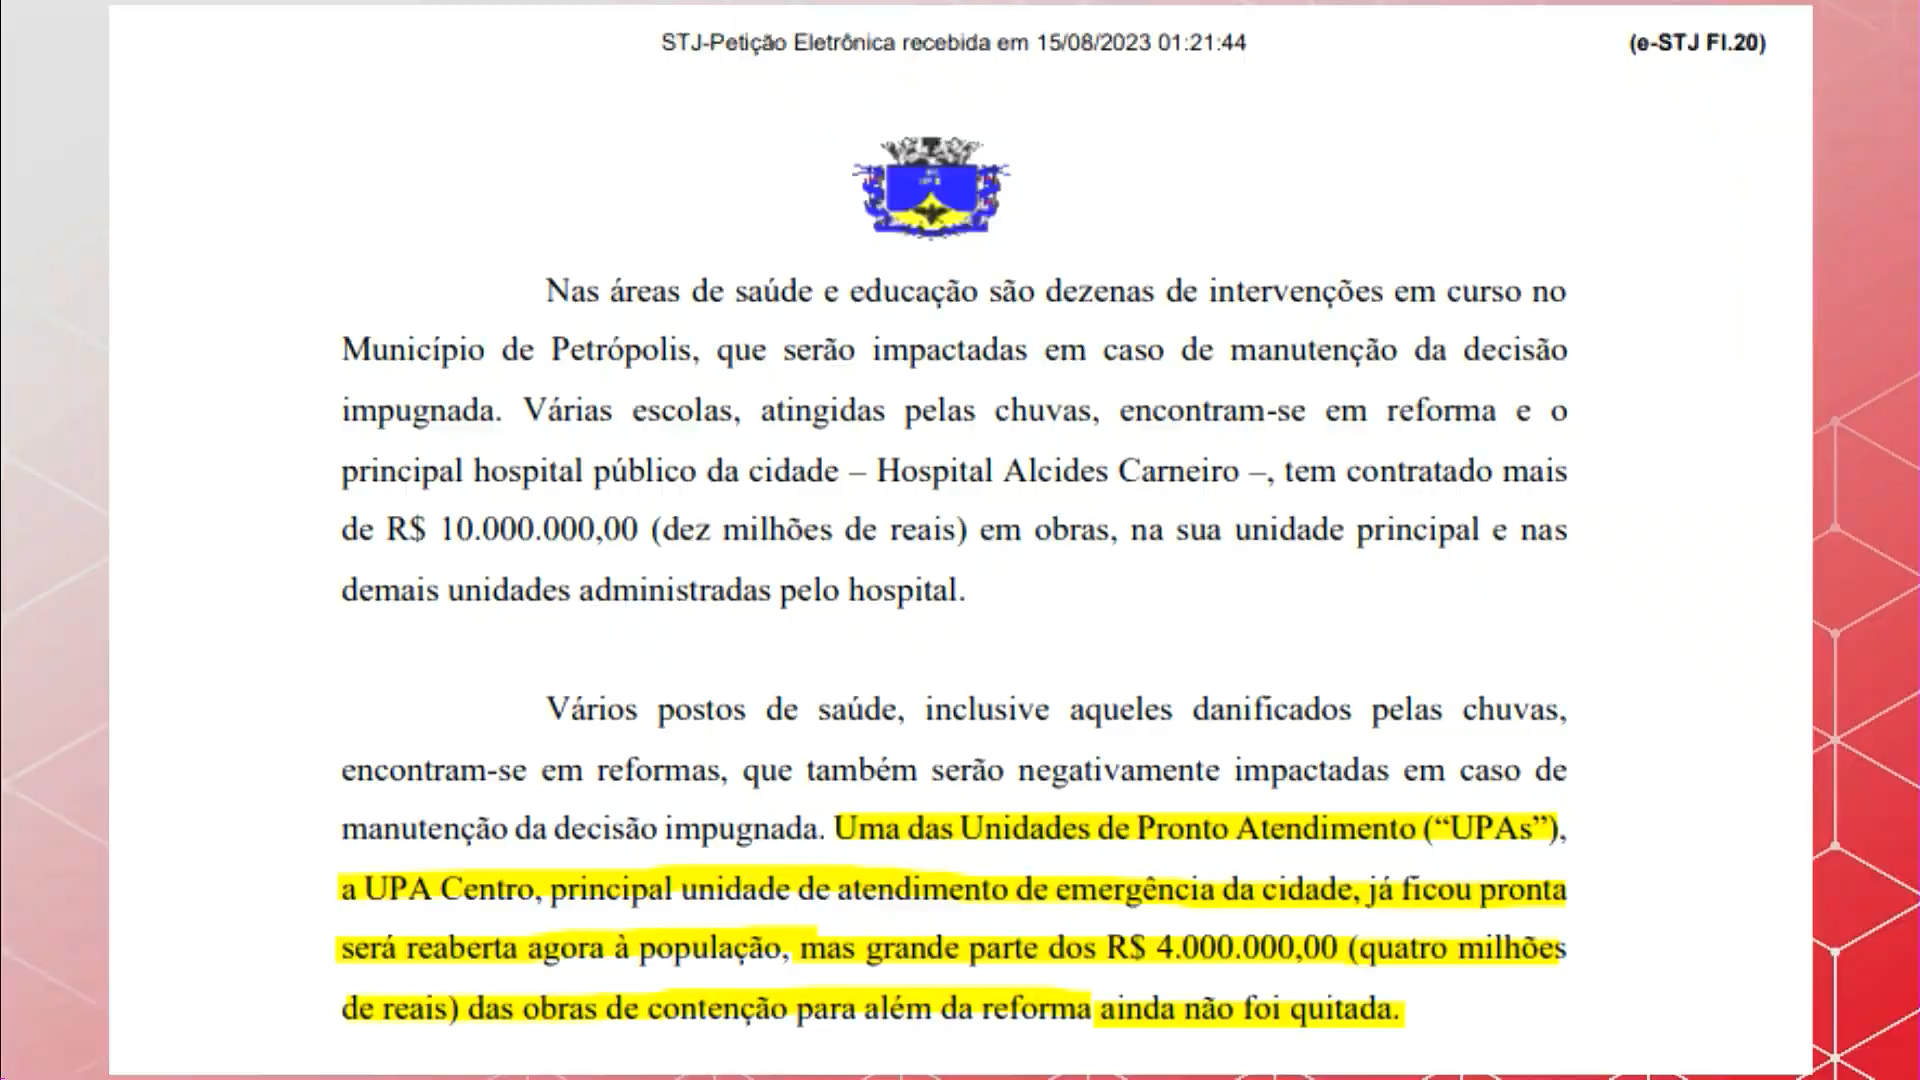 STJ-Petição Eletrônica recebida em 15/08/2023 01:21:44
(e-STJ Fl.20)
Nas áreas de saúde e educação são dezenas de intervenções em curso no
Município de Petrópolis, que serão impactadas em caso de manutenção da decisão
impugnada. Várias escolas, atingidas pelas chuvas, encontram-se em reforma e o
principal hospital público da cidade – Hospital Alcides Carneiro –, tem contratado mais
de R$ 10.000.000,00 (dez milhões de reais) em obras, na sua unidade principal e nas
demais unidades administradas pelo hospital.
Vários postos de saúde, inclusive aqueles danificados pelas chuvas,
encontram-se em reformas, que também serão negativamente impactadas em caso de
manutenção da decisão impugnada. Uma das Unidades de Pronto Atendimento (“UPAs”),
a UPA Centro, principal unidade de atendimento de emergência da cidade, já ficou pronta
será reaberta agora à população, mas grande parte dos R$ 4.000.000,00 (quatro milhões
de reais) das obras de contenção para além da reforma ainda não foi quitada.